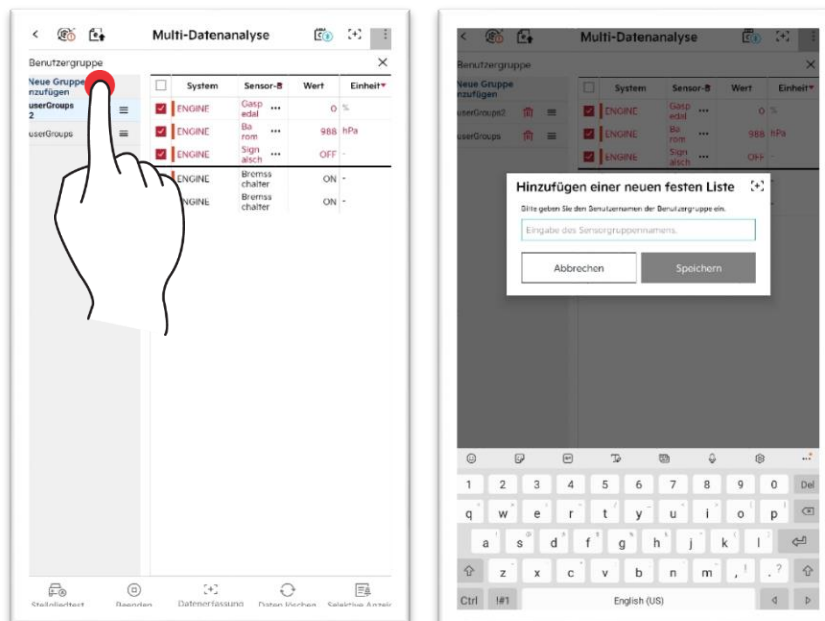 Multi-Datenanalyse
Benutzergruppe
Neue Gruppe
nzufügen
userGroups
2
userGroups
System Sensor- Wert Einheit
ENGINE Gasp edal ... 0 %
ENGINE Ba rom ... 988 hPa
ENGINE Sign alsch ... OFF -
ENGINE Bremss chalter ON -
NGINE Bremss chalter ON -
Stellgliedtest Beenden Datenerfassung Daten löschen Selektive Anzeig
Multi-Datenanalyse
Benutzergruppe
Neue Gruppe
nzufügen
userGroups2
userGroups
System Sensor- Wert Einheit
ENGINE Gasp edal ... 0 %
ENGINE Ba rom ... 988 hPa
ENGINE Sign alsch ... OFF -
Hinzufügen einer neuen festen Liste
Bitte geben Sie den Benutzernamen der Benutzergruppe ein.
Eingabe des Sensorgruppennamens.
Abbrechen Speichern
1 2 3 4 5 6 7 8 9 0 Del
q w e r t y u i o p
a s d f g h j k l
z x c v b n m , ! . ?
Ctrl !#1 English (US)